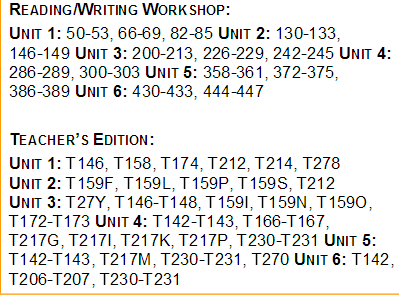 READING/WRITING WORKSHOP:
UNIT 1: 50-53, 66-69, 82-85 UNIT 2: 130-133,
146-149 UNIT 3: 200-213, 226-229, 242-245 UNIT 4:
286-289, 300-303 UNIT 5: 358-361, 372-375,
386-389 UNIT 6: 430-433, 444-447
TEACHER'S EDITION:
UNIT 1: T146, T158, T174, T212, T214, T278
UNIT 2: T159F, T159L, T159P, T159S, T212
UNIT 3: T27Y, T146-T148, T159I, T159N, T159O,
T172-T173 UNIT 4: T142-T143, T166-T167,
T217G, T217I, T217K, T217P, T230-T231 UNIT 5:
T142-T143, T217M, T230-T231, T270 UNIT 6: T142,
T206-T207, T230-T231